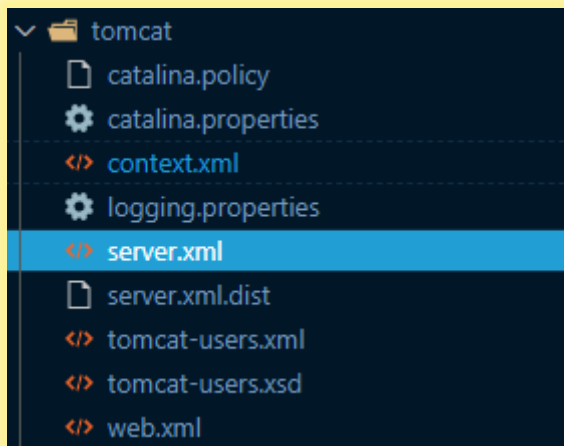 tomcat
catalina.policy
catalina.properties
context.xml
logging.properties
server.xml
server.xml.dist
tomcat-users.xml
tomcat-users.xsd
web.xml